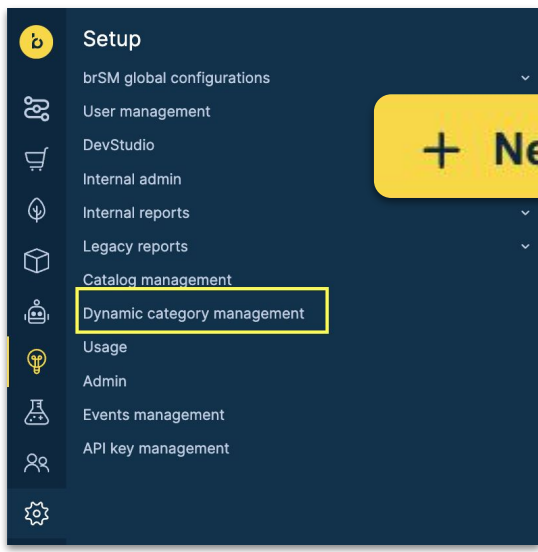 Setup
brSM global configurations
User management
DevStudio
Internal admin
Internal reports
Legacy reports
Catalog management
Dynamic category management
Usage
Admin
Events management
API key management
+ Ne